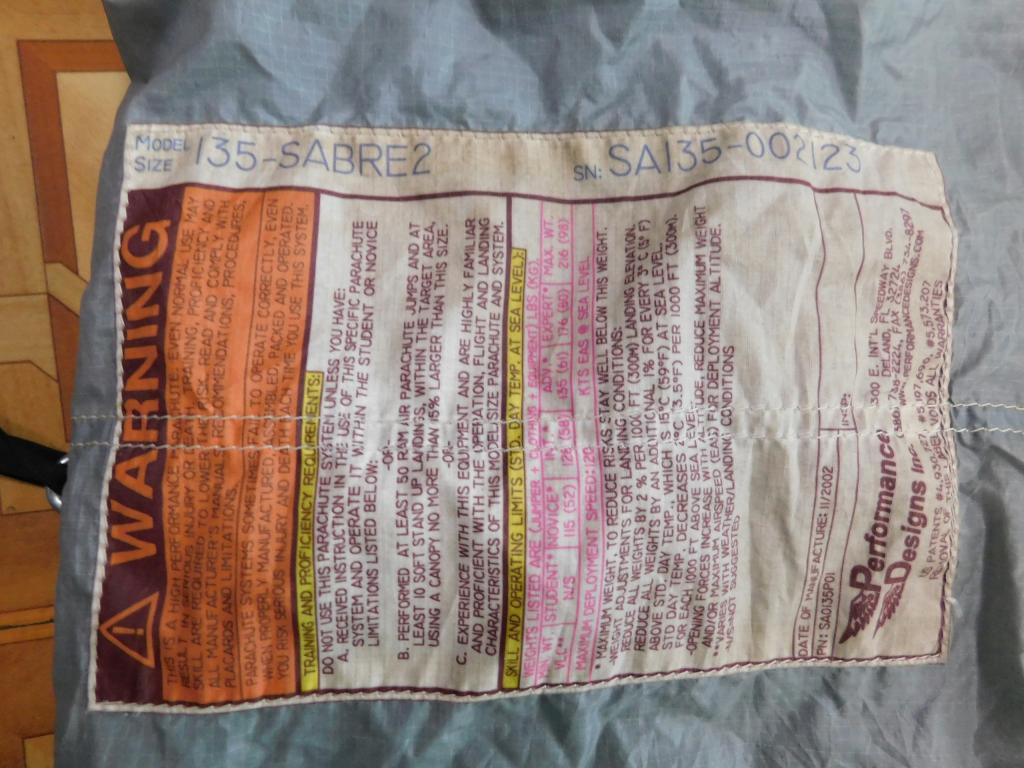 MODEL 135-SABRE2
SIZE
SN: SA135-002123
WARNING
THIS IS A HIGH PERFORMANCE PARACHUTE. EVEN NORMAL USE MAY
RESULT IN SERIOUS INJURY OR DEATH. TRAINING, PROFICIENCY AND
SKILL ARE REQUIRED TO LOWER THE RISK. READ AND COMPLY WITH
ALL MANUFACTURER'S MANUALS, RECOMMENDATIONS, PROCEDURES,
PLACARDS AND LIMITATIONS.
PARACHUTE SYSTEMS SOMETIMES FAIL TO OPERATE CORRECTLY, EVEN
WHEN PROPERLY MANUFACTURED, ASSEMBLED, PACKED AND OPERATED.
YOU RISK SERIOUS INJURY AND DEATH EACH TIME YOU USE THIS SYSTEM.
TRAINING AND PROFICIENCY REQUIREMENTS:
DO NOT USE THIS PARACHUTE SYSTEM UNLESS YOU HAVE:
A. RECEIVED INSTRUCTION IN THE USE OF THIS SPECIFIC PARACHUTE
SYSTEM AND OPERATE IT WITHIN THE STUDENT OR NOVICE
LIMITATIONS LISTED BELOW:
-OR-
B. PERFORMED AT LEAST 50 RAM AIR PARACHUTE JUMPS AND AT
LEAST 10 SOFT STAND UP LANDINGS, WITHIN THE TARGET AREA,
USING A CANOPY NO MORE THAN 15% LARGER THAN THIS SIZE.
-OR-
C. EXPERIENCE WITH THIS EQUIPMENT AND ARE HIGHLY FAMILIAR
AND PROFICIENT WITH THE OPERATION, FLIGHT AND LANDING
CHARACTERISTICS OF THIS MODEL/SIZE PARACHUTE AND SYSTEM.
SKILL AND OPERATING LIMITS (STD. DAY TEMP. AT SEA LEVEL):
WEIGHTS LISTED ARE (JUMPER + CLOTHING + EQUIPMENT) LBS (KG)
MIN WT. STUDENT* NOVICE* INT.* ADV.* EXPERT* MAX. WT.
N/S 115 (52) 128 (58) 135 (61) 176 (80) 216 (98)
MAXIMUM DEPLOYMENT SPEED: 120 KTS EAS @ SEA LEVEL
* MAXIMUM WEIGHT, TO REDUCE RISKS STAY WELL BELOW THIS WEIGHT.
-WEIGHT ADJUSTMENTS FOR LANDING CONDITIONS:
REDUCE ALL WEIGHTS BY 2 % PER 1000 FT (300M) LANDING ELEVATION.
REDUCE ALL WEIGHTS BY AN ADDITIONAL 1% FOR EVERY 3°C (5°F)
ABOVE STD. DAY TEMP., WHICH IS 15°C (59°F) AT SEA LEVEL.
STD DAY TEMP. DECREASES 2°C (3.5°F) PER 1000 FT (300m).
FOR EACH 1000 FT ABOVE SEA LEVEL,
-OPENING FORCES INCREASE WITH ALTITUDE, REDUCE MAXIMUM WEIGHT
AND/OR MAXIMUM AIRSPEED (EAS) FOR DEPLOYMENT ALTITUDE.
**VARIES WITH WEATHER/LANDING CONDITIONS
N/S-NOT SUGGESTED
DATE OF MANUFACTURE: 11/2002
PN: SA0135P01
INSP:
Performance
Designs Inc.
1300 E. INT'L SPEEDWAY BLVD.
DELAND, FL 32724
WWW.PERFORMANCEDESIGNS.COM
REMOVAL OF THIS LABEL VOIDS ALL WARRANTIES